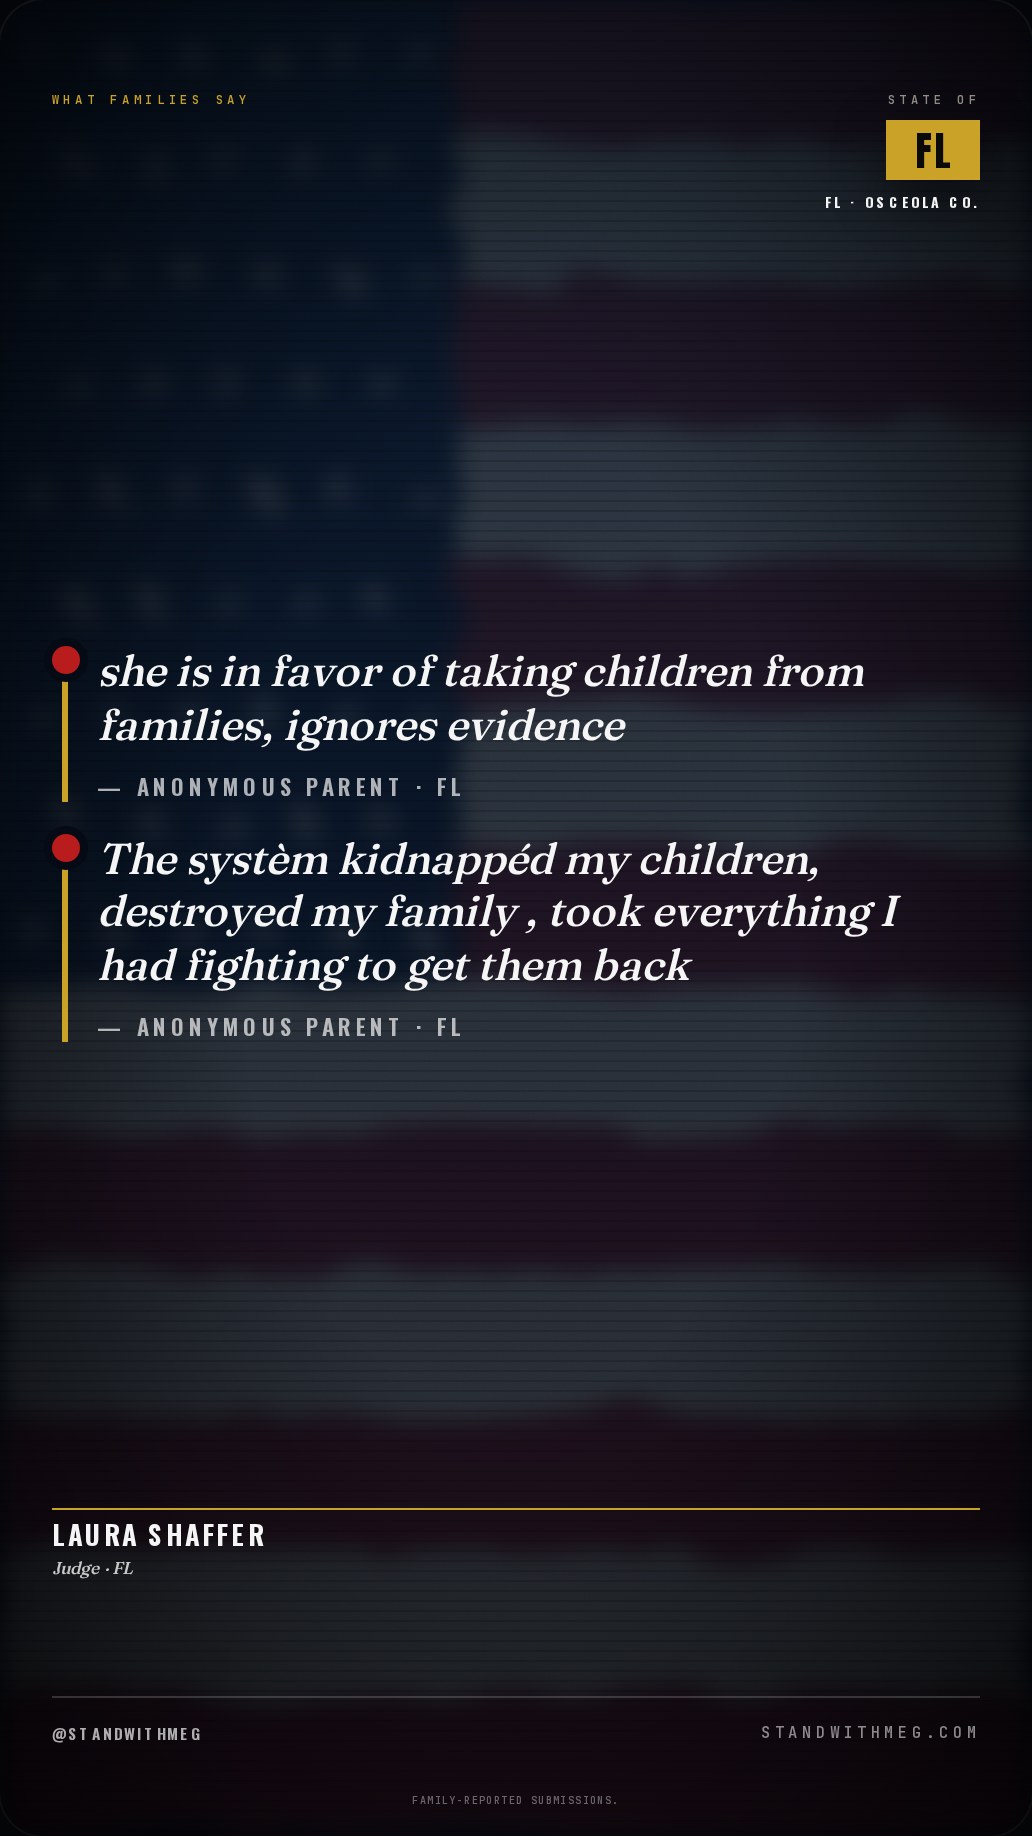 WHAT FAMILIES SAY
STATE OF
FL
FL · OSCEOLA CO.
she is in favor of taking children from
families, ignores evidence
— ANONYMOUS PARENT · FL
The systèm kidnappéd my children,
destroyed my family , took everything I
had fighting to get them back
— ANONYMOUS PARENT · FL
LAURA SHAFFER
Judge · FL
@STANDWITHMEG
STANDWITHMEG.COM
FAMILY-REPORTED SUBMISSIONS.